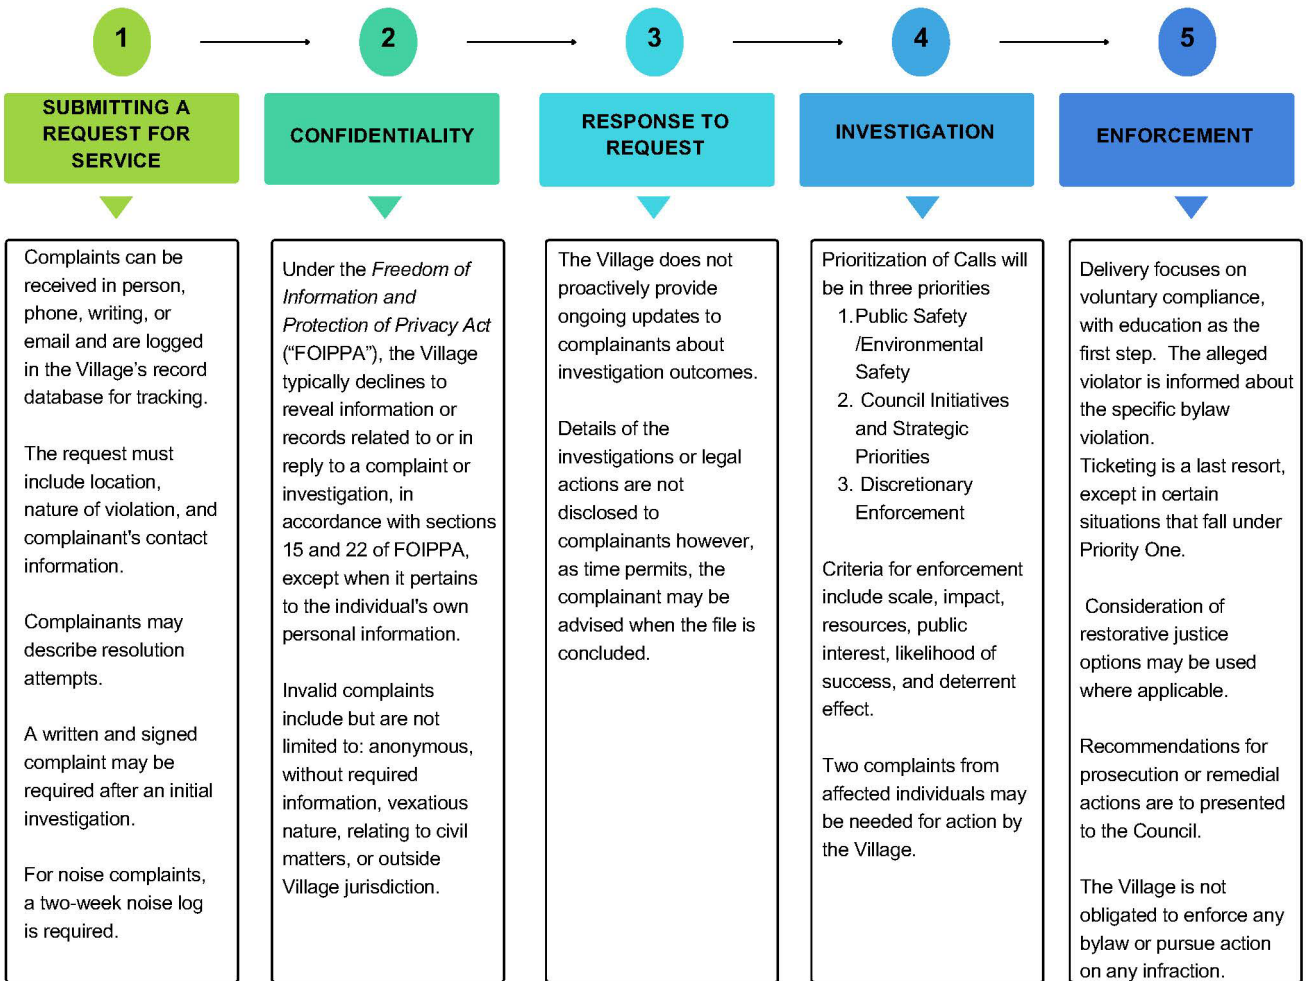 1
2
3
4
5
SUBMITTING A
REQUEST FOR
SERVICE
CONFIDENTIALITY
RESPONSE TO
REQUEST
INVESTIGATION
ENFORCEMENT
Complaints can be
received in person,
phone, writing, or
email and are logged
in the Village's record
database for tracking.
The request must
include location,
nature of violation, and
complainant's contact
information.
Complainants may
describe resolution
attempts.
A written and signed
complaint may be
required after an initial
investigation.
For noise complaints,
a two-week noise log
is required.
Under the Freedom of
Information and
Protection of Privacy Act
(“FOIPPA”), the Village
typically declines to
reveal information or
records related to or in
reply to a complaint or
investigation, in
accordance with sections
15 and 22 of FOIPPA,
except when it pertains
to the individual's own
personal information.
Invalid complaints
include but are not
limited to: anonymous,
without required
information, vexatious
nature, relating to civil
matters, or outside
Village jurisdiction.
The Village does not
proactively provide
ongoing updates to
complainants about
investigation outcomes.
Details of the
investigations or legal
actions are not
disclosed to
complainants however,
as time permits, the
complainant may be
advised when the file is
concluded.
Prioritization of Calls will
be in three priorities
1.Public Safety
/Environmental
Safety
2. Council Initiatives
and Strategic
Priorities
3. Discretionary
Enforcement
Criteria for enforcement
include scale, impact,
resources, public
interest, likelihood of
success, and deterrent
effect.
Two complaints from
affected individuals may
be needed for action by
the Village.
Delivery focuses on
voluntary compliance,
with education as the
first step. The alleged
violator is informed about
the specific bylaw
violation.
Ticketing is a last resort,
except in certain
situations that fall under
Priority One.
Consideration of
restorative justice
options may be used
where applicable.
Recommendations for
prosecution or remedial
actions are to presented
to the Council.
The Village is not
obligated to enforce any
bylaw or pursue action
on any infraction.